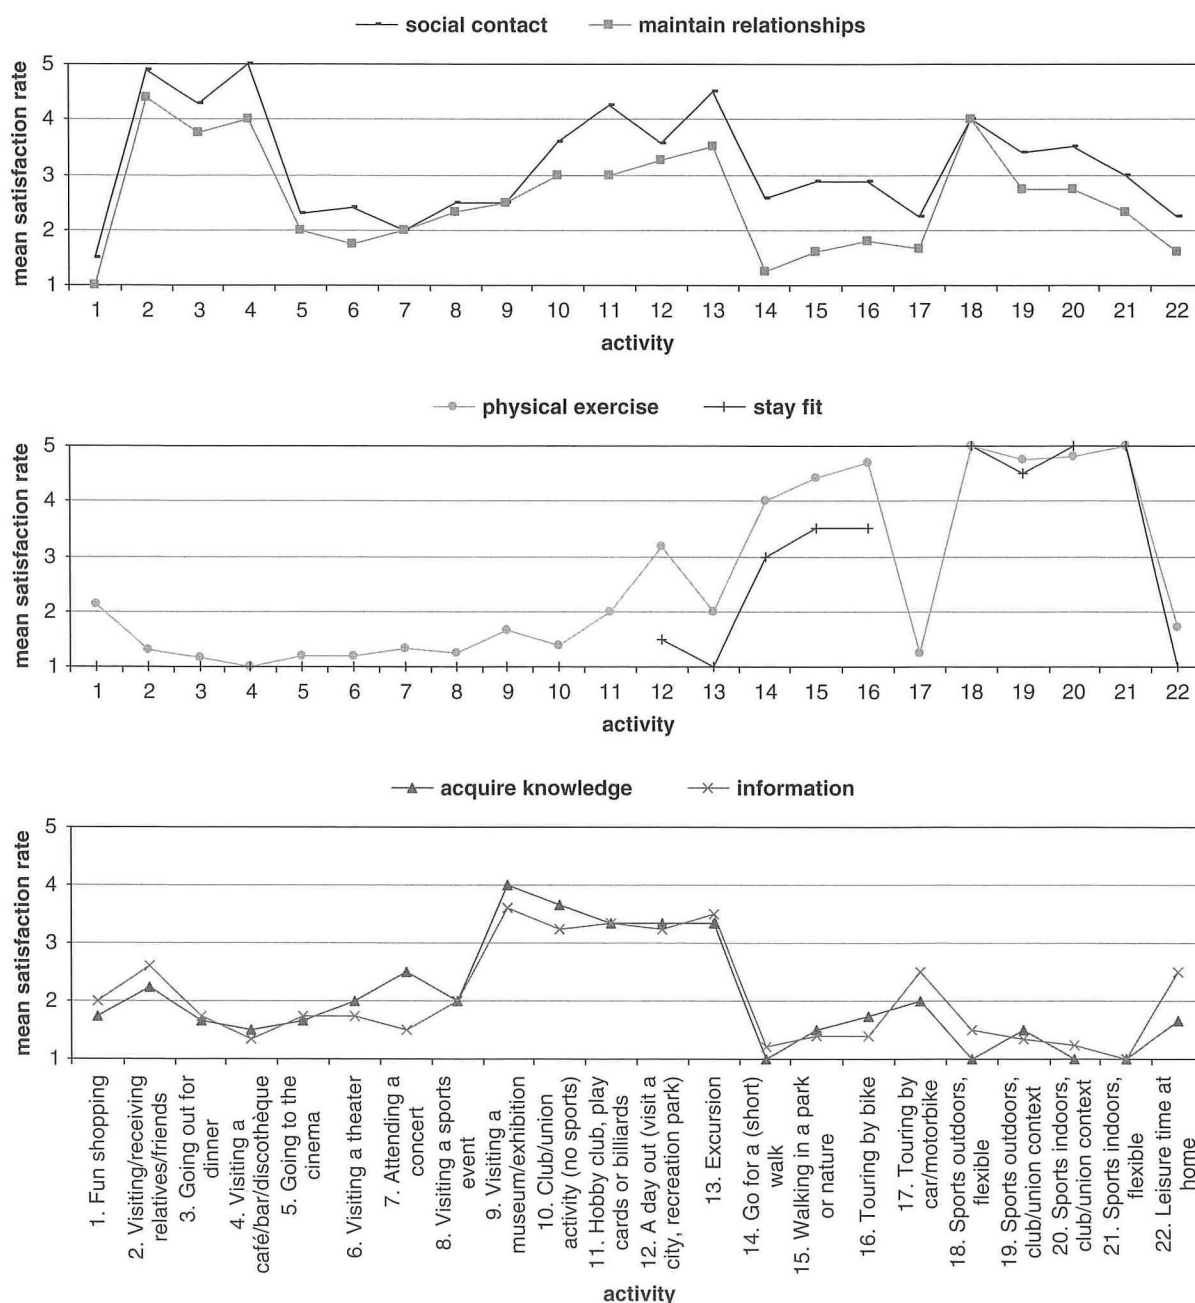 social contact maintain relationships
mean satisfaction rate
5
4
3
2
1
1 2 3 4 5 6 7 8 9 10 11 12 13 14 15 16 17 18 19 20 21 22
activity
physical exercise stay fit
mean satisfaction rate
5
4
3
2
1
1 2 3 4 5 6 7 8 9 10 11 12 13 14 15 16 17 18 19 20 21 22
activity
acquire knowledge information
mean satisfaction rate
5
4
3
2
1
1. Fun shopping
2. Visiting/receiving
relatives/friends
3. Going out for
dinner
4. Visiting a
café/bar/discothèque
5. Going to the
cinema
6. Visiting a theater
7. Attending a
concert
8. Visiting a sports
event
9. Visiting a
museum/exhibition
10. Club/union
activity (no sports)
11. Hobby club, play
cards or billiards
12. A day out (visit a
city, recreation park)
13. Excursion
14. Go for a (short)
walk
15. Walking in a park
or nature
16. Touring by bike
17. Touring by
car/motorbike
18. Sports outdoors,
flexible
19. Sports outdoors,
club/union context
20. Sports indoors,
club/union context
21. Sports indoors,
flexible
22. Leisure time at
home
activity